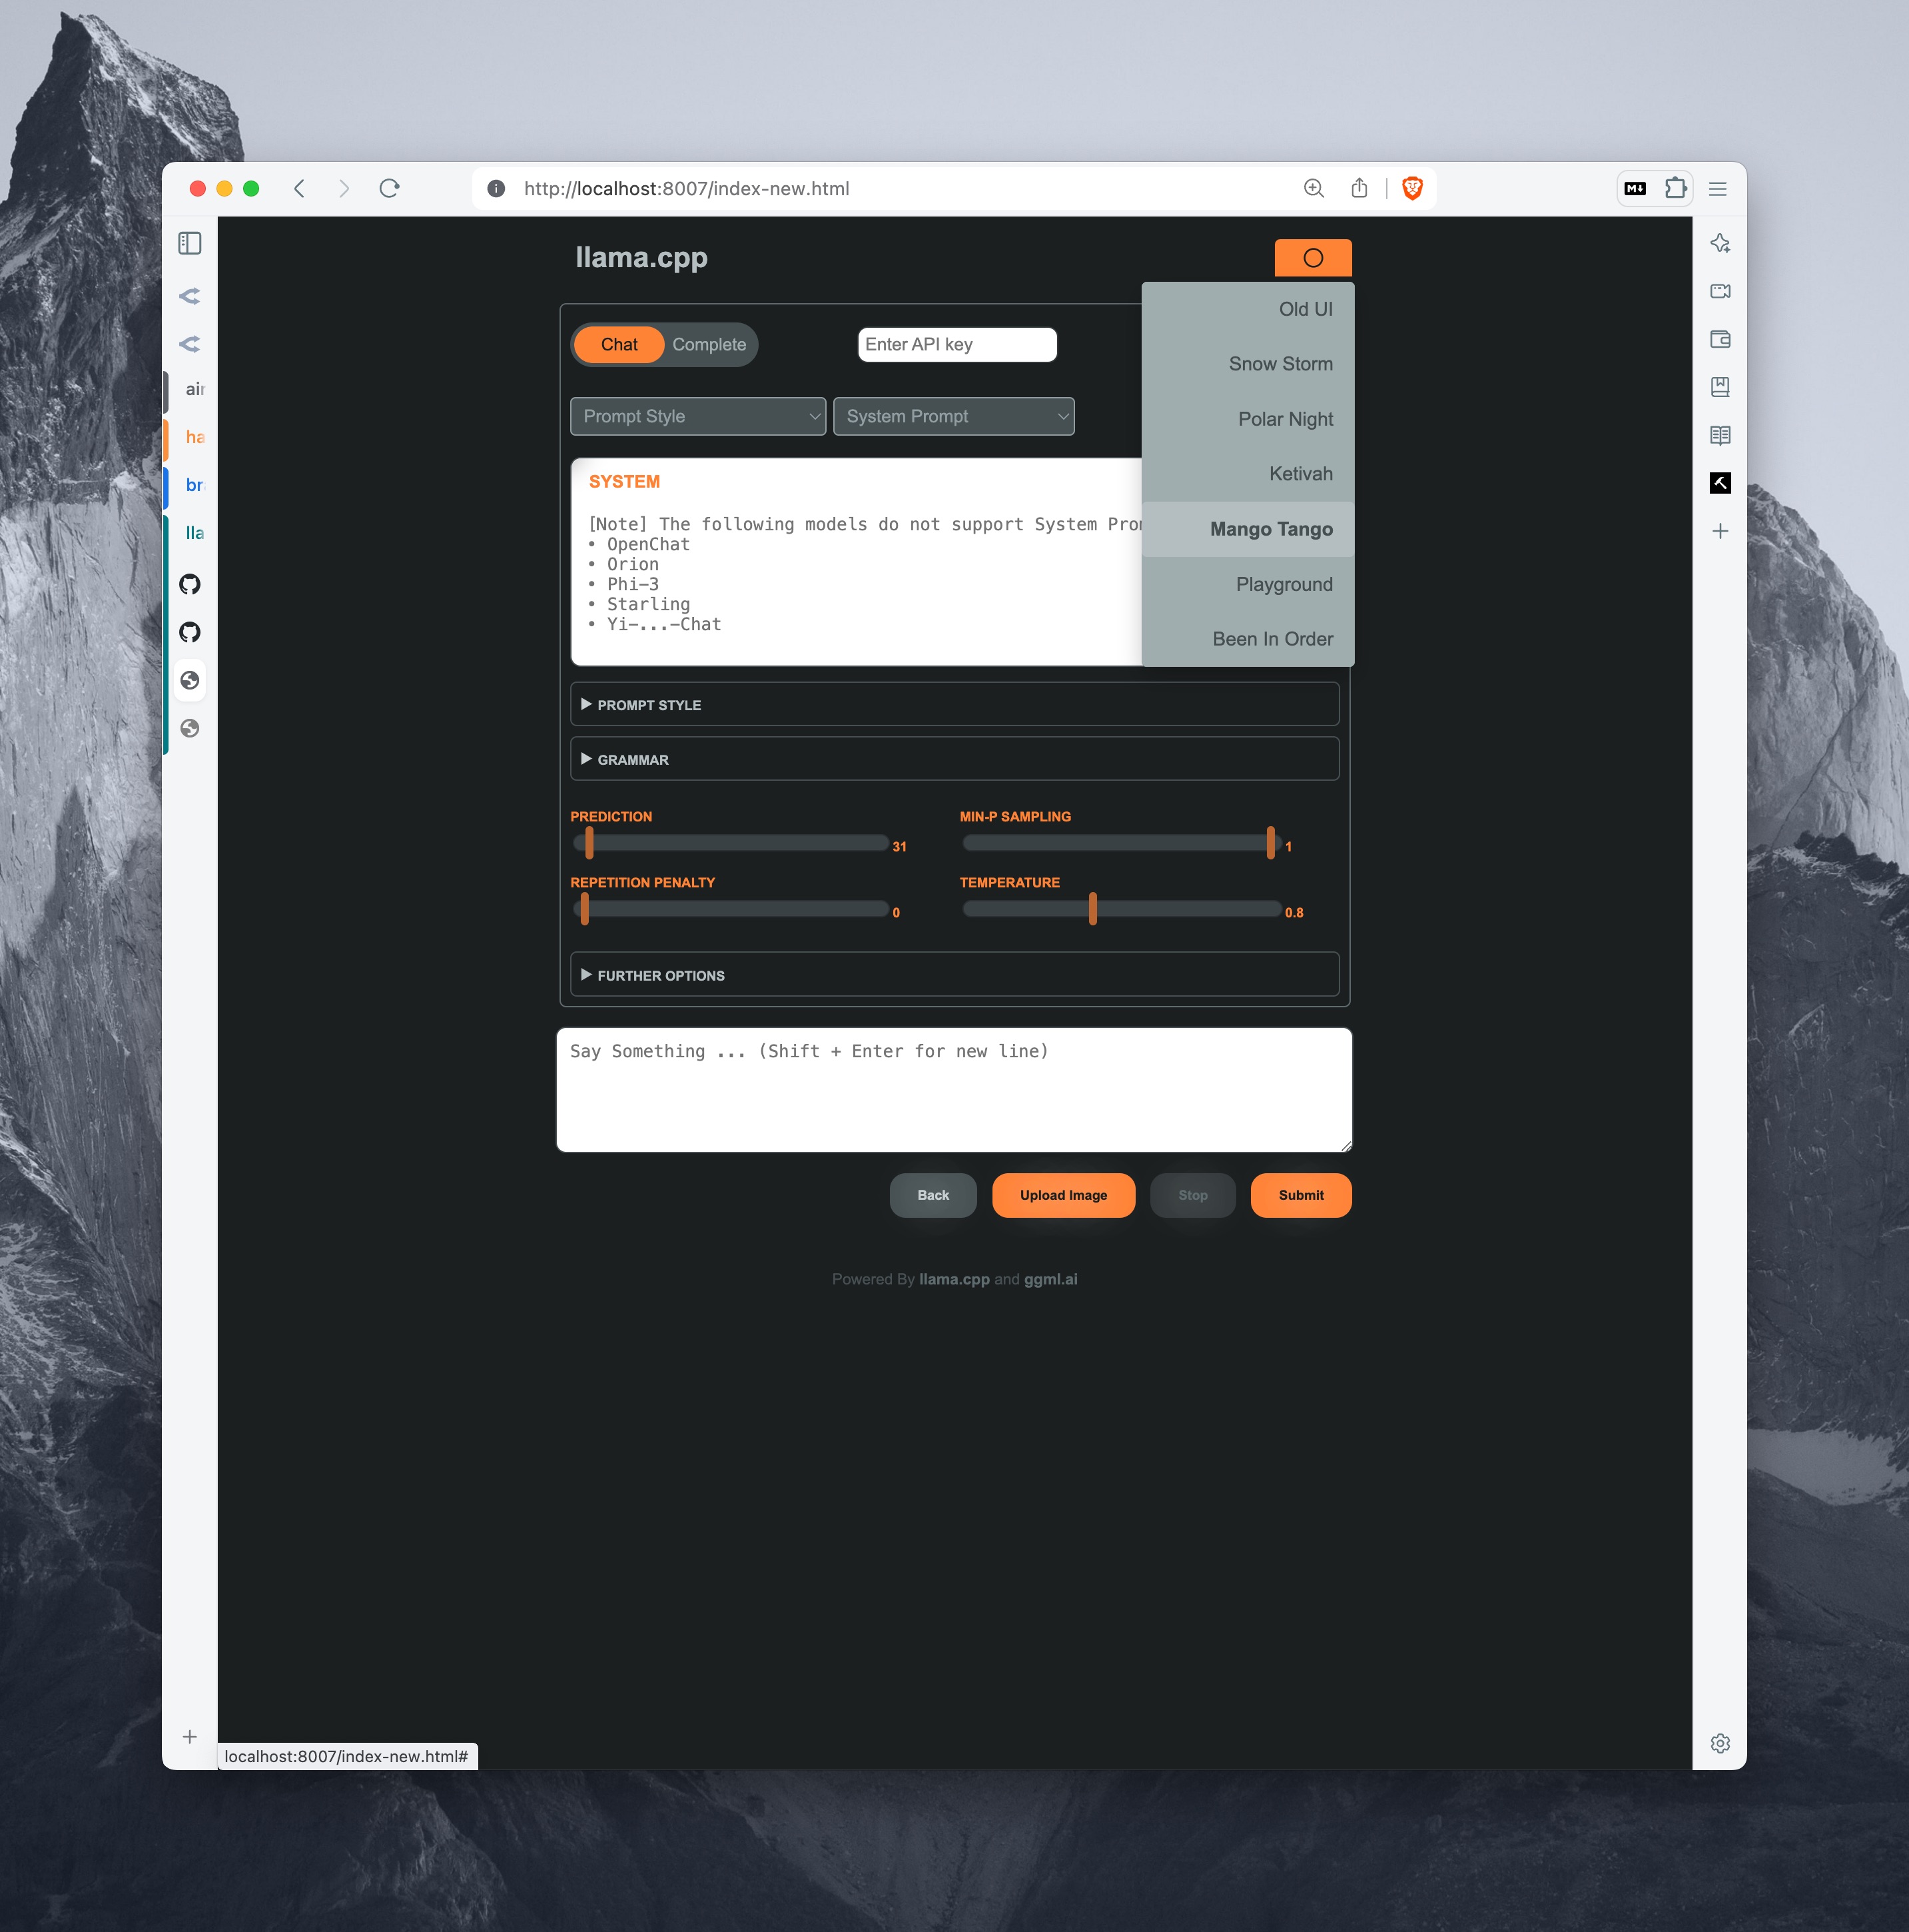 http://localhost:8007/index-new.html
M↓
air
ha
bra
lla
llama.cpp
Old UI
Snow Storm
Polar Night
Ketivah
Mango Tango
Playground
Been In Order
Chat
Complete
Enter API key
Prompt Style
System Prompt
SYSTEM
[Note] The following models do not support System Pro
• OpenChat
• Orion
• Phi-3
• Starling
• Yi-...-Chat
▶ PROMPT STYLE
▶ GRAMMAR
PREDICTION
31
MIN-P SAMPLING
1
REPETITION PENALTY
0
TEMPERATURE
0.8
▶ FURTHER OPTIONS
Say Something ... (Shift + Enter for new line)
Back
Upload Image
Stop
Submit
Powered By llama.cpp and ggml.ai
localhost:8007/index-new.html#